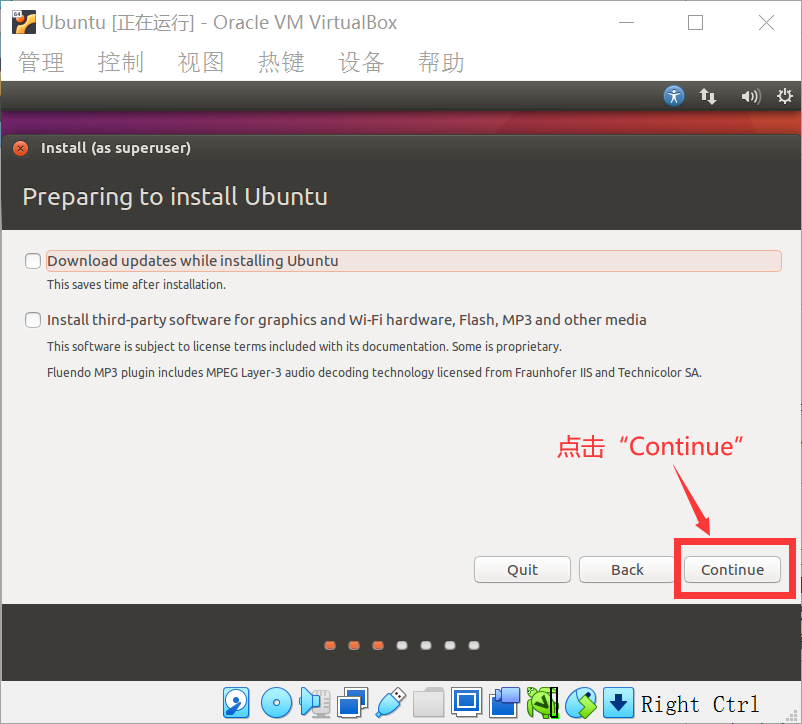 Ubuntu [正在运行] - Oracle VM VirtualBox
管理 控制 视图 热键 设备 帮助
Install (as superuser)
Preparing to install Ubuntu
Download updates while installing Ubuntu
This saves time after installation.
Install third-party software for graphics and Wi-Fi hardware, Flash, MP3 and other media
This software is subject to license terms included with its documentation. Some is proprietary.
Fluendo MP3 plugin includes MPEG Layer-3 audio decoding technology licensed from Fraunhofer IIS and Technicolor SA.
点击“Continue”
Quit Back Continue
Right Ctrl